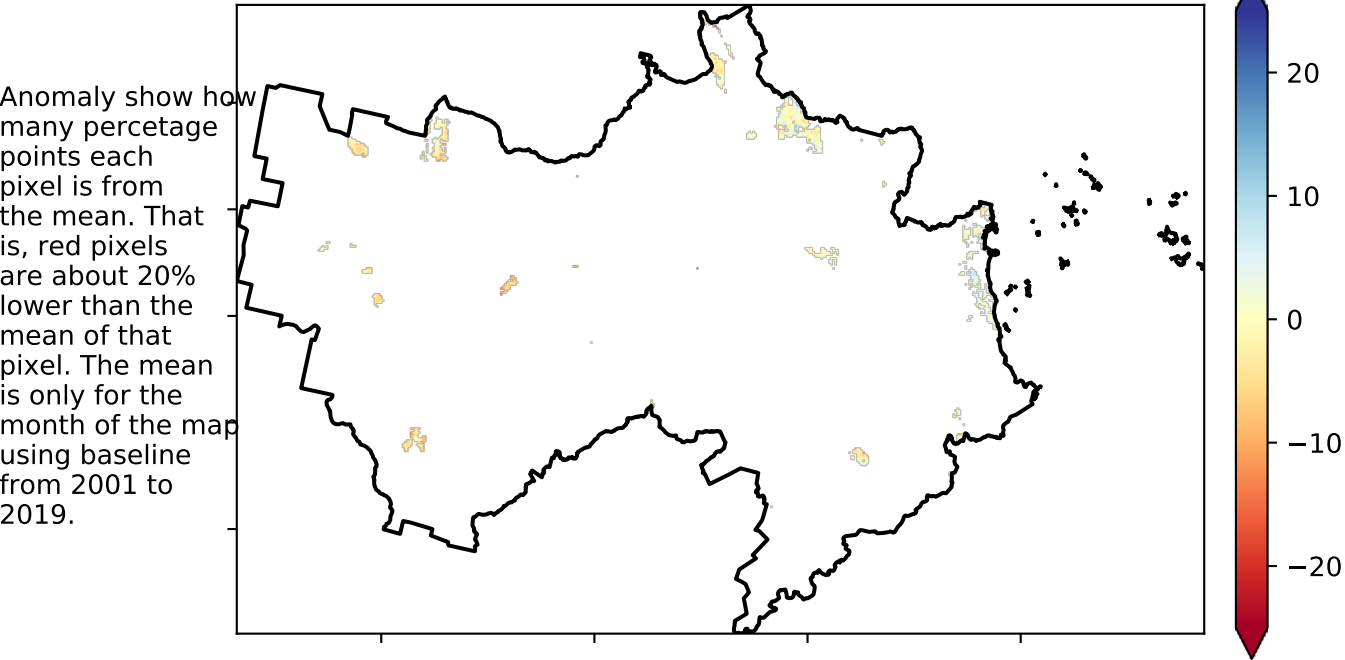 Anomaly show how
many percetage
points each
pixel is from
the mean. That
is, red pixels
are about 20%
lower than the
mean of that
pixel. The mean
is only for the
month of the map
using baseline
from 2001 to
2019.
20
10
0
−10
−20